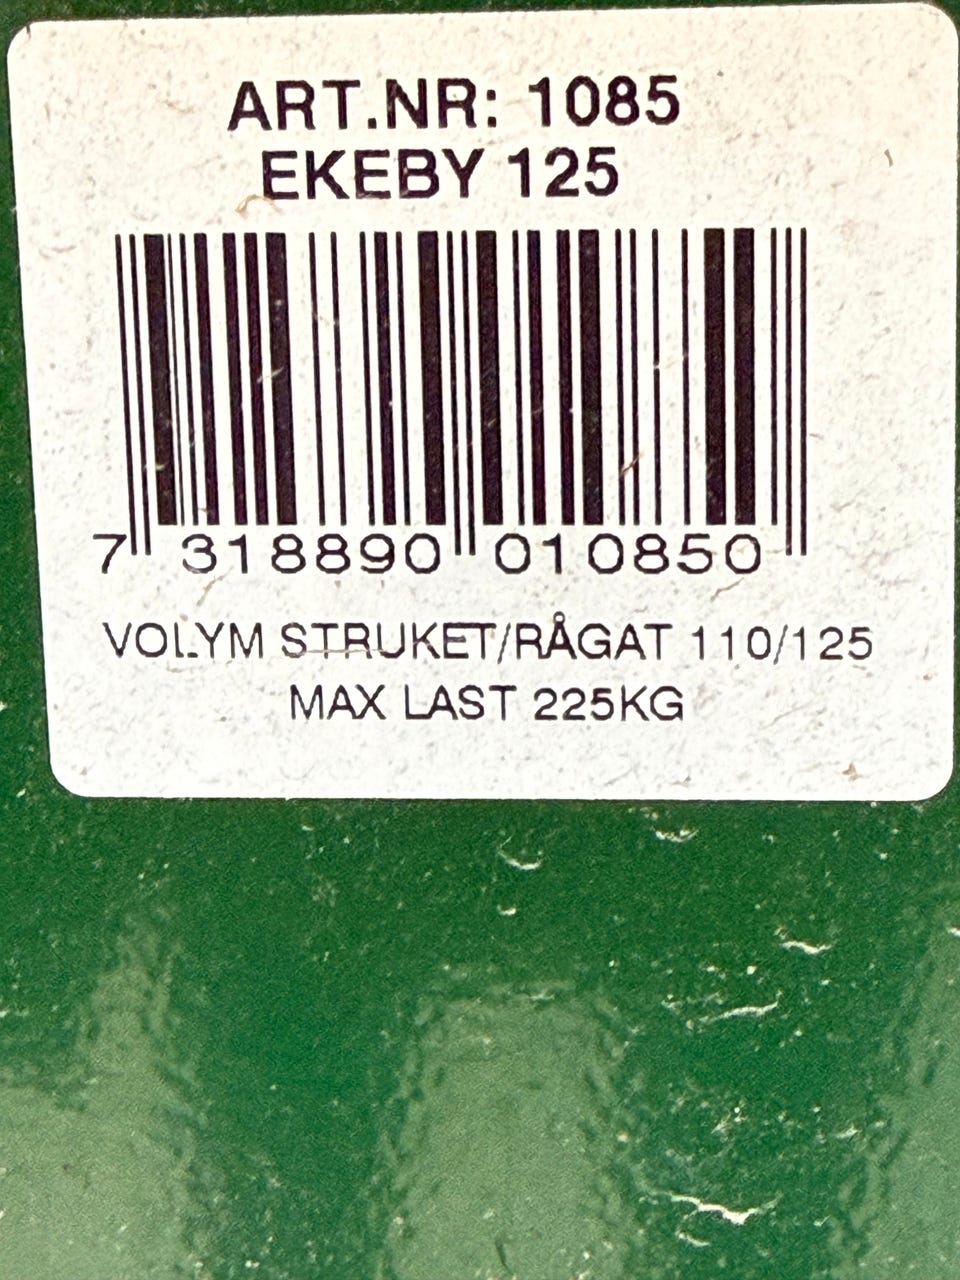 ART.NR: 1085
EKEBY 125
7 318890 010850
VOLYM STRUKET/RÅGAT 110/125
MAX LAST 225KG